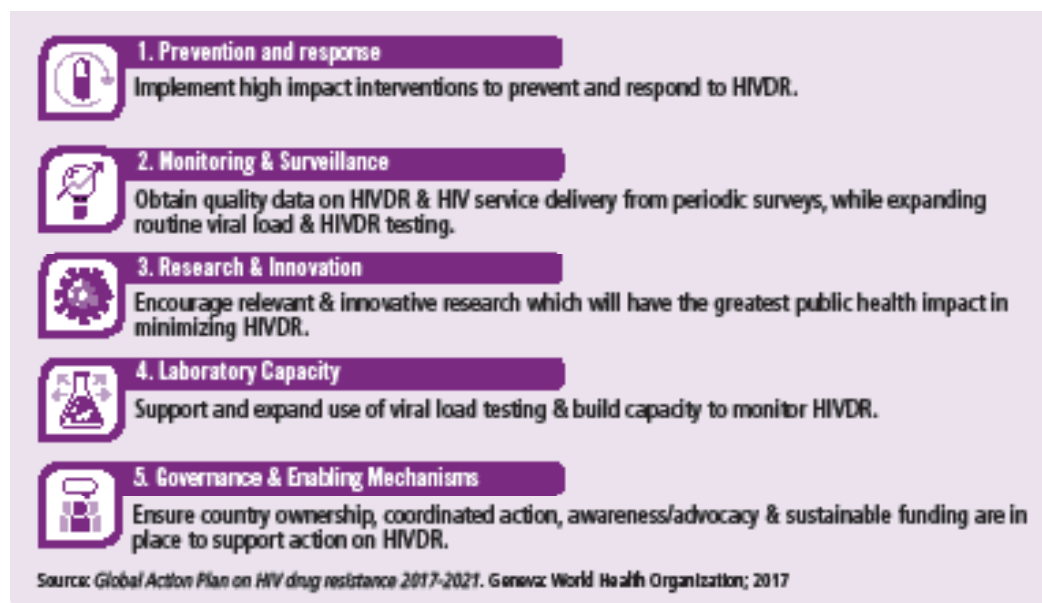 1. Prevention and response
Implement high impact interventions to prevent and respond to HIVDR.
2. Monitoring & Surveillance
Obtain quality data on HIVDR & HIV service delivery from periodic surveys, while expanding
routine viral load & HIVDR testing.
3. Research & Innovation
Encourage relevant & innovative research which will have the greatest public health impact in
minimizing HIVDR.
4. Laboratory Capacity
Support and expand use of viral load testing & build capacity to monitor HIVDR.
5. Governance & Enabling Mechanisms
Ensure country ownership, coordinated action, awareness/advocacy & sustainable funding are in
place to support action on HIVDR.
Source: Global Action Plan on HIV drug resistance 2017-2021. Geneva: World Health Organization; 2017